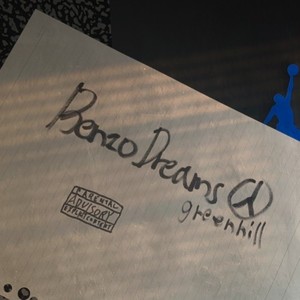 Benzo Dreams @
greenhill
PARENTAL
ADVISORY
EXPLICIT CONTENT